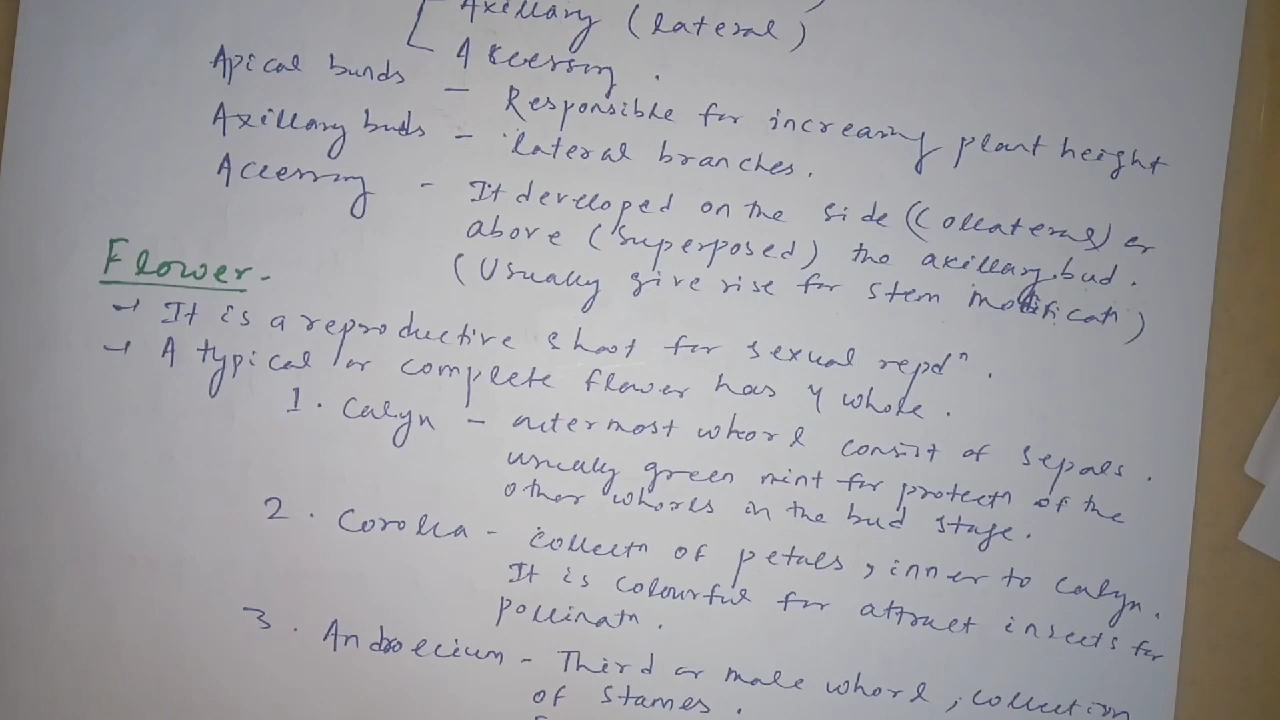 Axillary (lateral)
Accessory.
Apical bunds - Responsible for increasing plant height
Axillary buds - lateral branches.
Accessory - It developed on the side (Collateral) or
above (Superposed) the axillary bud.
(Usually give rise for stem modificatn)
Flower-
→ It is a reproductive shoot for sexual repdn.
→ A typical or complete flower has 4 whole.
1. Calyx - outermost whorl consist of sepals.
usually green mint for protectn of the
other whorls in the bud stage.
2. Corolla - collectn of petals, inner to calyx.
It is colourful for attract insects for
pollinatn.
3. Androecium - Third or male whorl, collection
of stames.